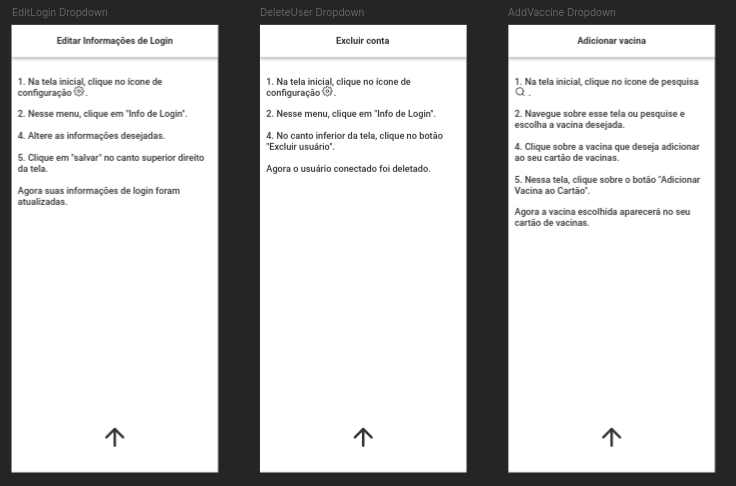 EditLogin Dropdown
Editar Informações de Login
1. Na tela inicial, clique no ícone de
configuração .
2. Nesse menu, clique em "Info de Login".
4. Altere as informações desejadas.
5. Clique em "salvar" no canto superior direito
da tela.
Agora suas informações de login foram
atualizadas.
DeleteUser Dropdown
Excluir conta
1. Na tela inicial, clique no ícone de
configuração .
2. Nesse menu, clique em "Info de Login".
4. No canto inferior da tela, clique no botão
"Excluir usuário".
Agora o usuário conectado foi deletado.
AddVaccine Dropdown
Adicionar vacina
1. Na tela inicial, clique no ícone de pesquisa
.
2. Navegue sobre esse tela ou pesquise e
escolha a vacina desejada.
4. Clique sobre a vacina que deseja adicionar
ao seu cartão de vacinas.
5. Nessa tela, clique sobre o botão "Adicionar
Vacina ao Cartão".
Agora a vacina escolhida aparecerá no seu
cartão de vacinas.